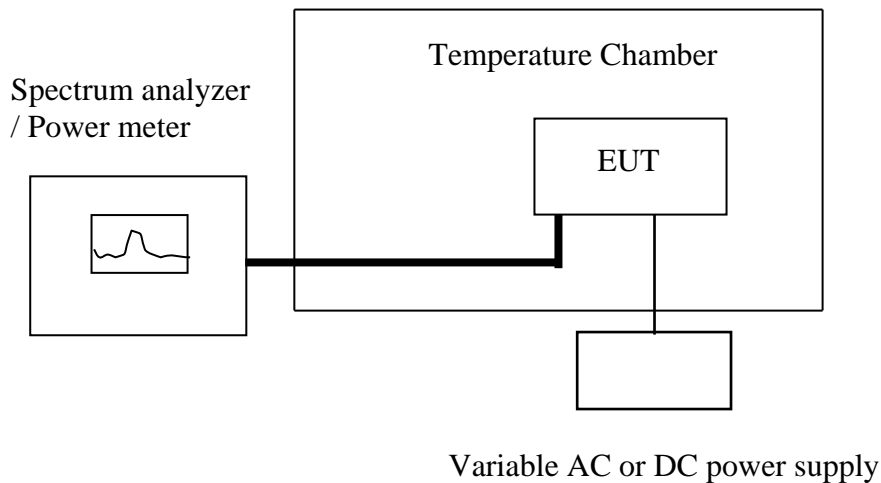 Temperature Chamber
Spectrum analyzer
/ Power meter
EUT
Variable AC or DC power supply